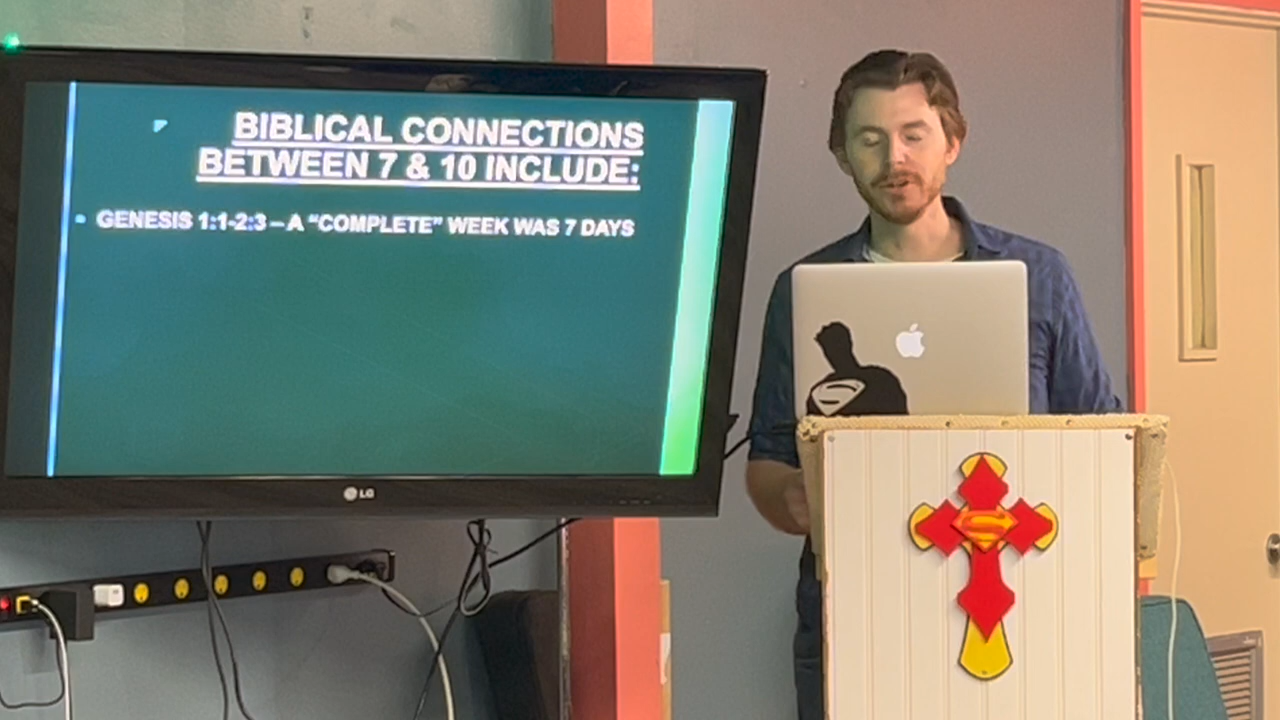 BIBLICAL CONNECTIONS
BETWEEN 7 & 10 INCLUDE:
GENESIS 1:1-2:3 – A “COMPLETE” WEEK WAS 7 DAYS
LG